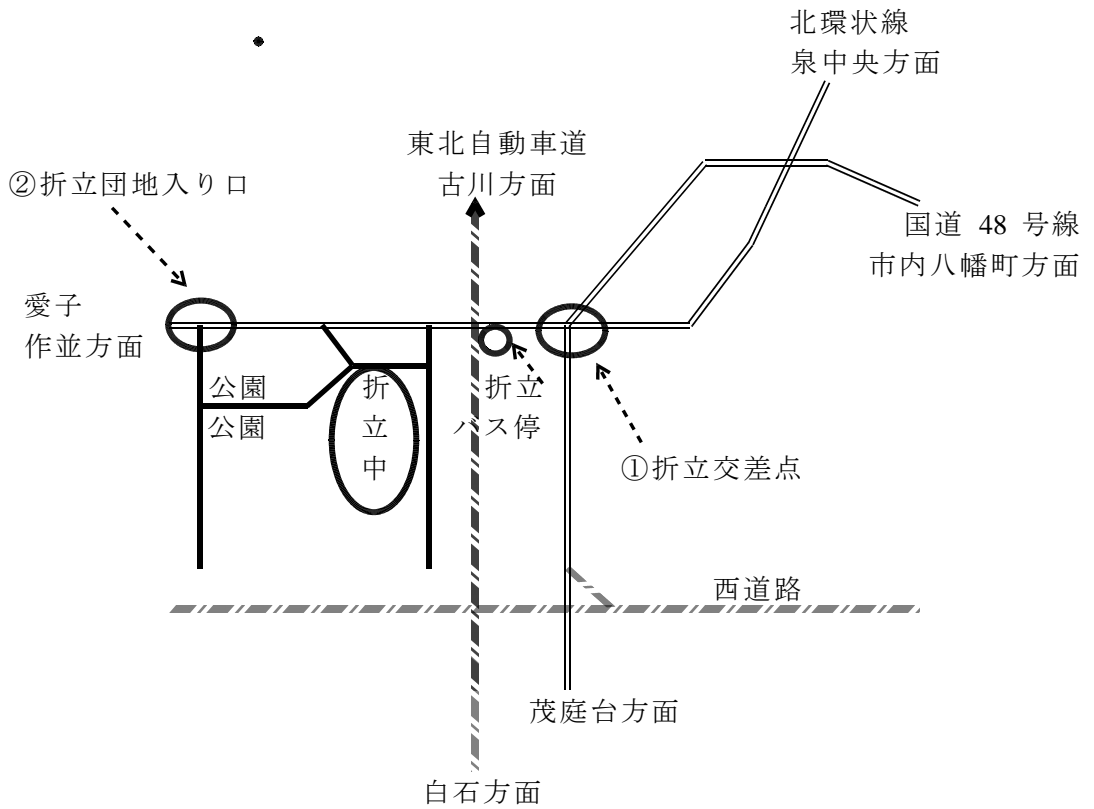 北環状線
泉中央方面
東北自動車道
古川方面
②折立団地入り口
国道 48 号線
市内八幡町方面
愛子
作並方面
公園
公園
折
立
中
折立
バス停
①折立交差点
西道路
茂庭台方面
白石方面